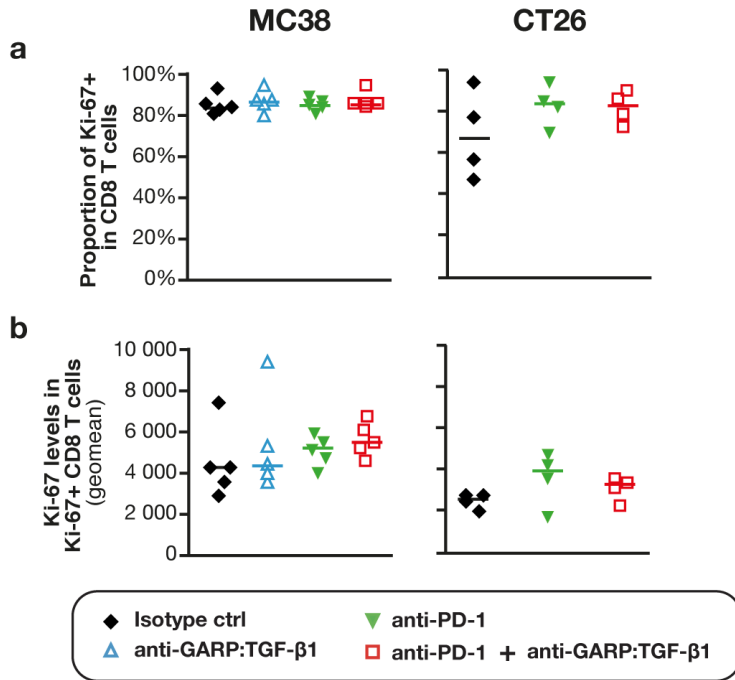 MC38
CT26
a
Proportion of Ki-67+
in CD8 T cells
100%
80%
60%
40%
20%
0%
b
Ki-67 levels in
Ki-67+ CD8 T cells
(geomean)
10 000
8 000
6 000
4 000
2 000
0
Isotype ctrl
anti-PD-1
anti-GARP:TGF-β1
anti-PD-1 + anti-GARP:TGF-β1